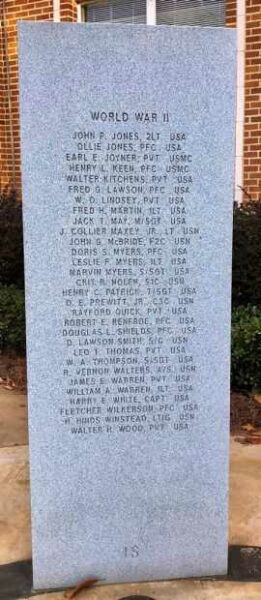 WORLD WAR II
JOHN P. JONES, 2LT USA
OLLIE JONES, PFC USA
EARL E. JOYNER, PVT USMC
HENRY L. KEEN, PFC USMC
WALTER KITCHENS, PVT USA
FRED G. LAWSON, PFC USA
W. O. LINDSEY, PVT USA
FRED H. MARTIN, 1LT USA
JACK T. MAY, M/SGT USA
J. COLLIER MAXEY, JR, LT USN
JOHN S. McBRIDE, F2C USN
DORIS S. MYERS, PFC USA
LESLIE P. MYERS, 1LT USA
MARVIN MYERS, S/SGT USA
B. NOLEN, S1C USN
HENRY C. PATRICK, T/SGT USA
D. E. PREWITT, JR., USN
RAYFORD QUICK, PVT USA
ROBERT E. RENFROE, PFC USA
DOUGLAS L. SHIELDS, PFC USA
D. LAWSON SMITH, USN
LEO T. THOMAS, PVT USA
W. A. THOMPSON, S/SGT USA
R. VERNON WALTERS, A/S USN
JAMES E. WARREN, PVT USA
WILLIAM A. WARREN, 1LT USA
HARRY E. WHITE, CAPT USA
FLETCHER WILKERSON, PFC USA
H. HINDS WINSTEAD, LTJG USN
WALTER H. WOOD, PVT USA